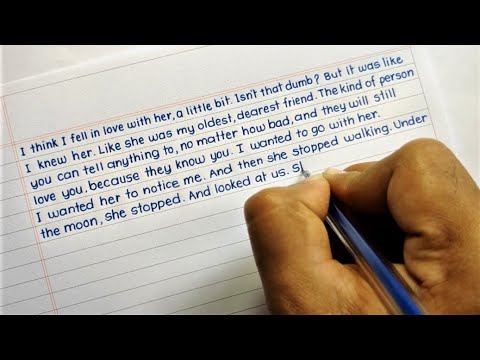 I think I fell in love with her, a little bit. Isn't that dumb? But it was like
I knew her. Like she was my oldest, dearest friend. The kind of person
you can tell anything to, no matter how bad, and they will still
love you. because they know you. I wanted to go with her.
I wanted her to notice me. And then she stopped walking. Under
the moon, she stopped. And looked at us. S